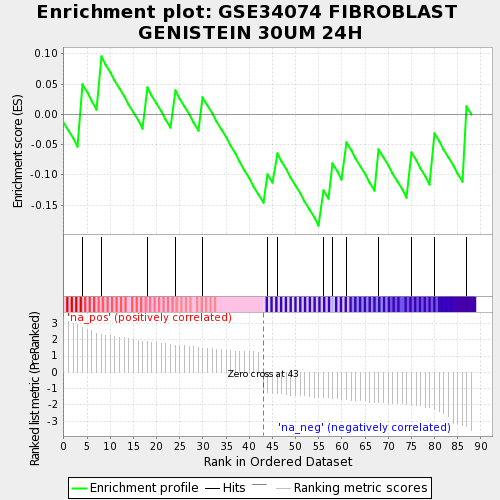 Enrichment plot: GSE34074 FIBROBLAST
GENISTEIN 30UM 24H
Enrichment score (ES)
0.10
0.05
0.00
-0.05
-0.10
-0.15
'na_pos' (positively correlated)
Ranked list metric (PreRanked)
3
2
1
0
-1
-2
-3
Zero cross at 43
'na_neg' (negatively correlated)
0 5 10 15 20 25 30 35 40 45 50 55 60 65 70 75 80 85 90
Rank in Ordered Dataset
Enrichment profile Hits Ranking metric scores